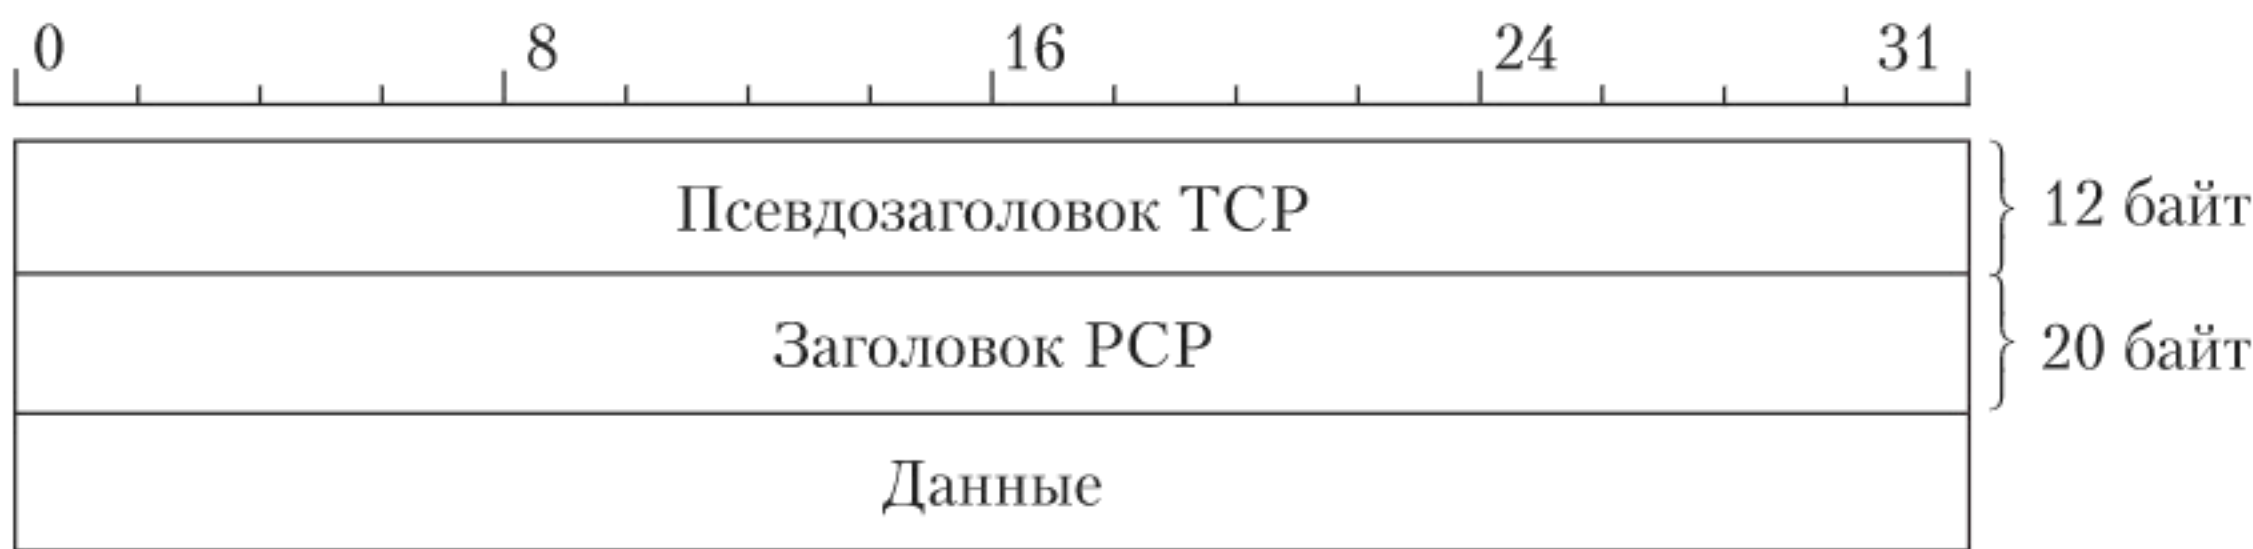 0 8 16 24 31
Псевдозаголовок TCP 12 байт
Заголовок PCP 20 байт
Данные